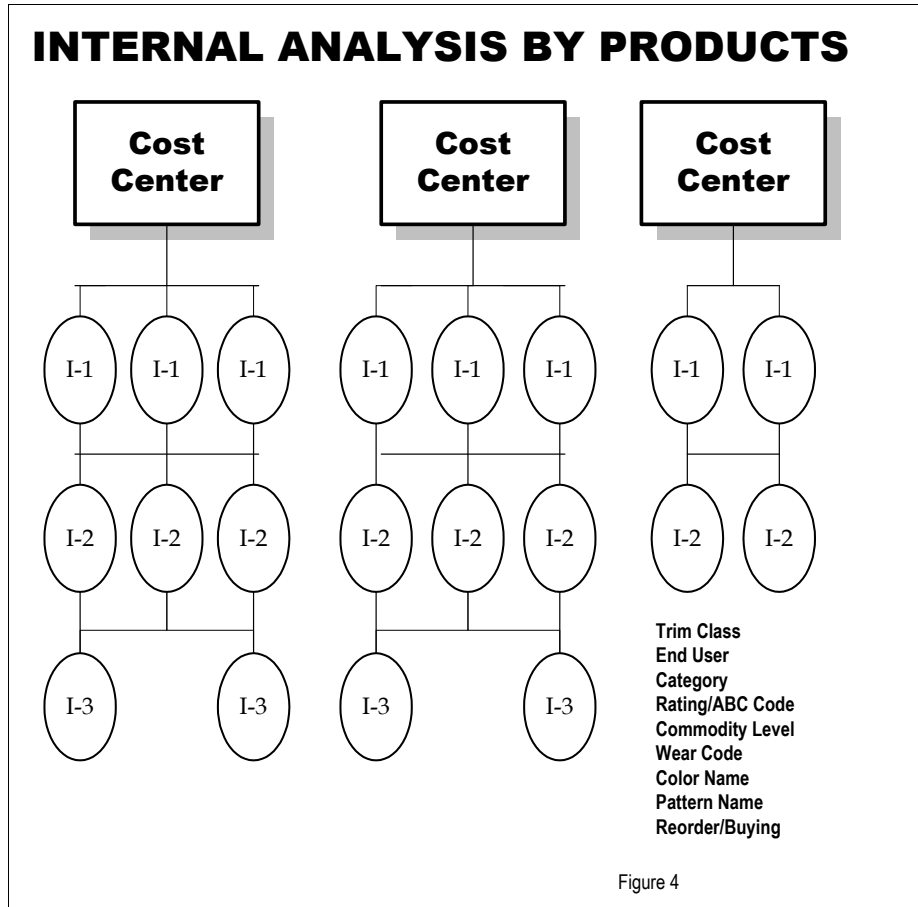 INTERNAL ANALYSIS BY PRODUCTS
Cost
Center
Cost
Center
Cost
Center
I-1
I-1
I-1
I-1
I-1
I-1
I-1
I-1
I-2
I-2
I-2
I-2
I-2
I-2
I-2
I-2
I-3
I-3
I-3
I-3
Trim Class
End User
Category
Rating/ABC Code
Commodity Level
Wear Code
Color Name
Pattern Name
Reorder/Buying
Figure 4